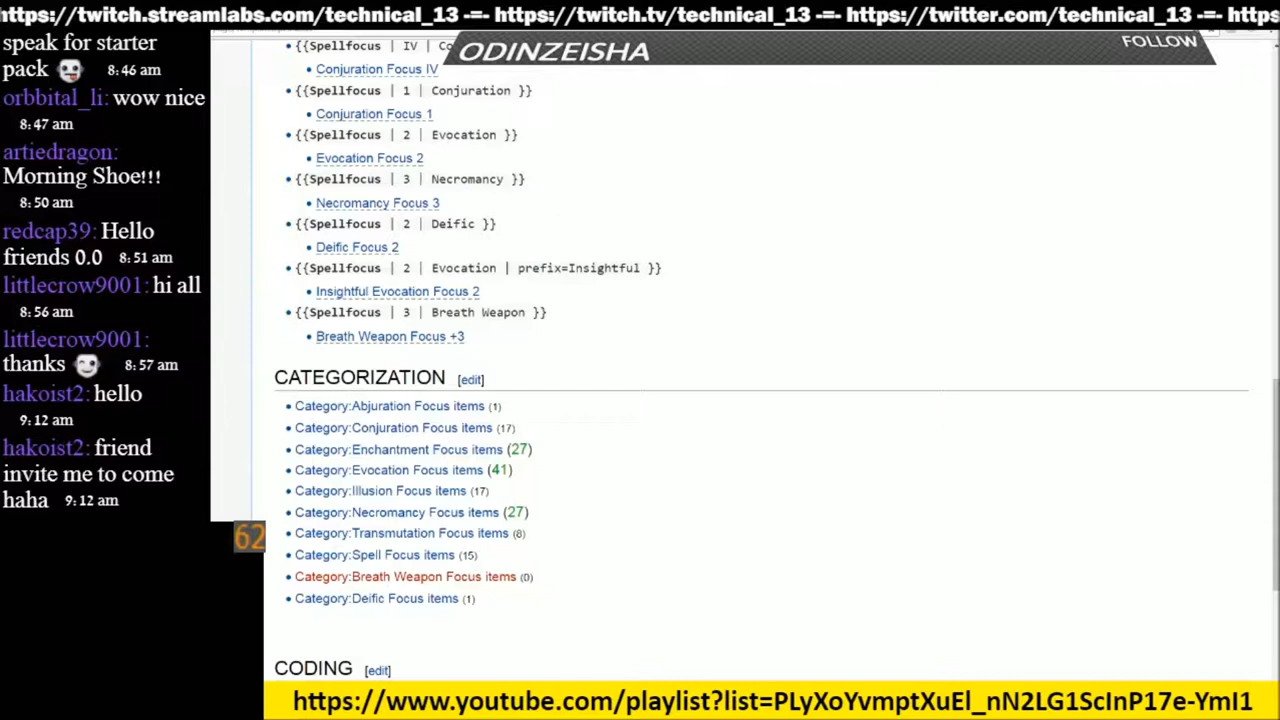 https://twitch.streamlabs.com/technical_13 -=- https://twitch.tv/technical_13 -=- https://twitter.com/technical_13 -=- https
speak for starter
pack 8:46 am
orbbital_li: wow nice
8:47 am
artiedragon:
Morning Shoe!!!
8:50 am
redcap39: Hello
friends 0.0 8:51 am
littlecrow9001: hi all
8:56 am
littlecrow9001:
thanks 8:57 am
hakoist2: hello
9:12 am
hakoist2: friend
invite me to come
haha 9:12 am
62
ODINZEISHA
FOLLOW
• {{Spellfocus | IV |
• Conjuration Focus IV
• {{Spellfocus | 1 | Conjuration }}
• Conjuration Focus 1
• {{Spellfocus | 2 | Evocation }}
• Evocation Focus 2
• {{Spellfocus | 3 | Necromancy }}
• Necromancy Focus 3
• {{Spellfocus | 2 | Deific }}
• Deific Focus 2
• {{Spellfocus | 2 | Evocation | prefix=Insightful }}
• Insightful Evocation Focus 2
• {{Spellfocus | 3 | Breath Weapon }}
• Breath Weapon Focus +3
CATEGORIZATION [edit]
• Category:Abjuration Focus items (1)
• Category:Conjuration Focus items (17)
• Category:Enchantment Focus items (27)
• Category:Evocation Focus items (41)
• Category:Illusion Focus items (17)
• Category:Necromancy Focus items (27)
• Category:Transmutation Focus items (8)
• Category:Spell Focus items (15)
• Category:Breath Weapon Focus items (0)
• Category:Deific Focus items (1)
CODING [edit]
https://www.youtube.com/playlist?list=PLyXoYvmptXuEl_nN2LG1ScInP17e-YmI1